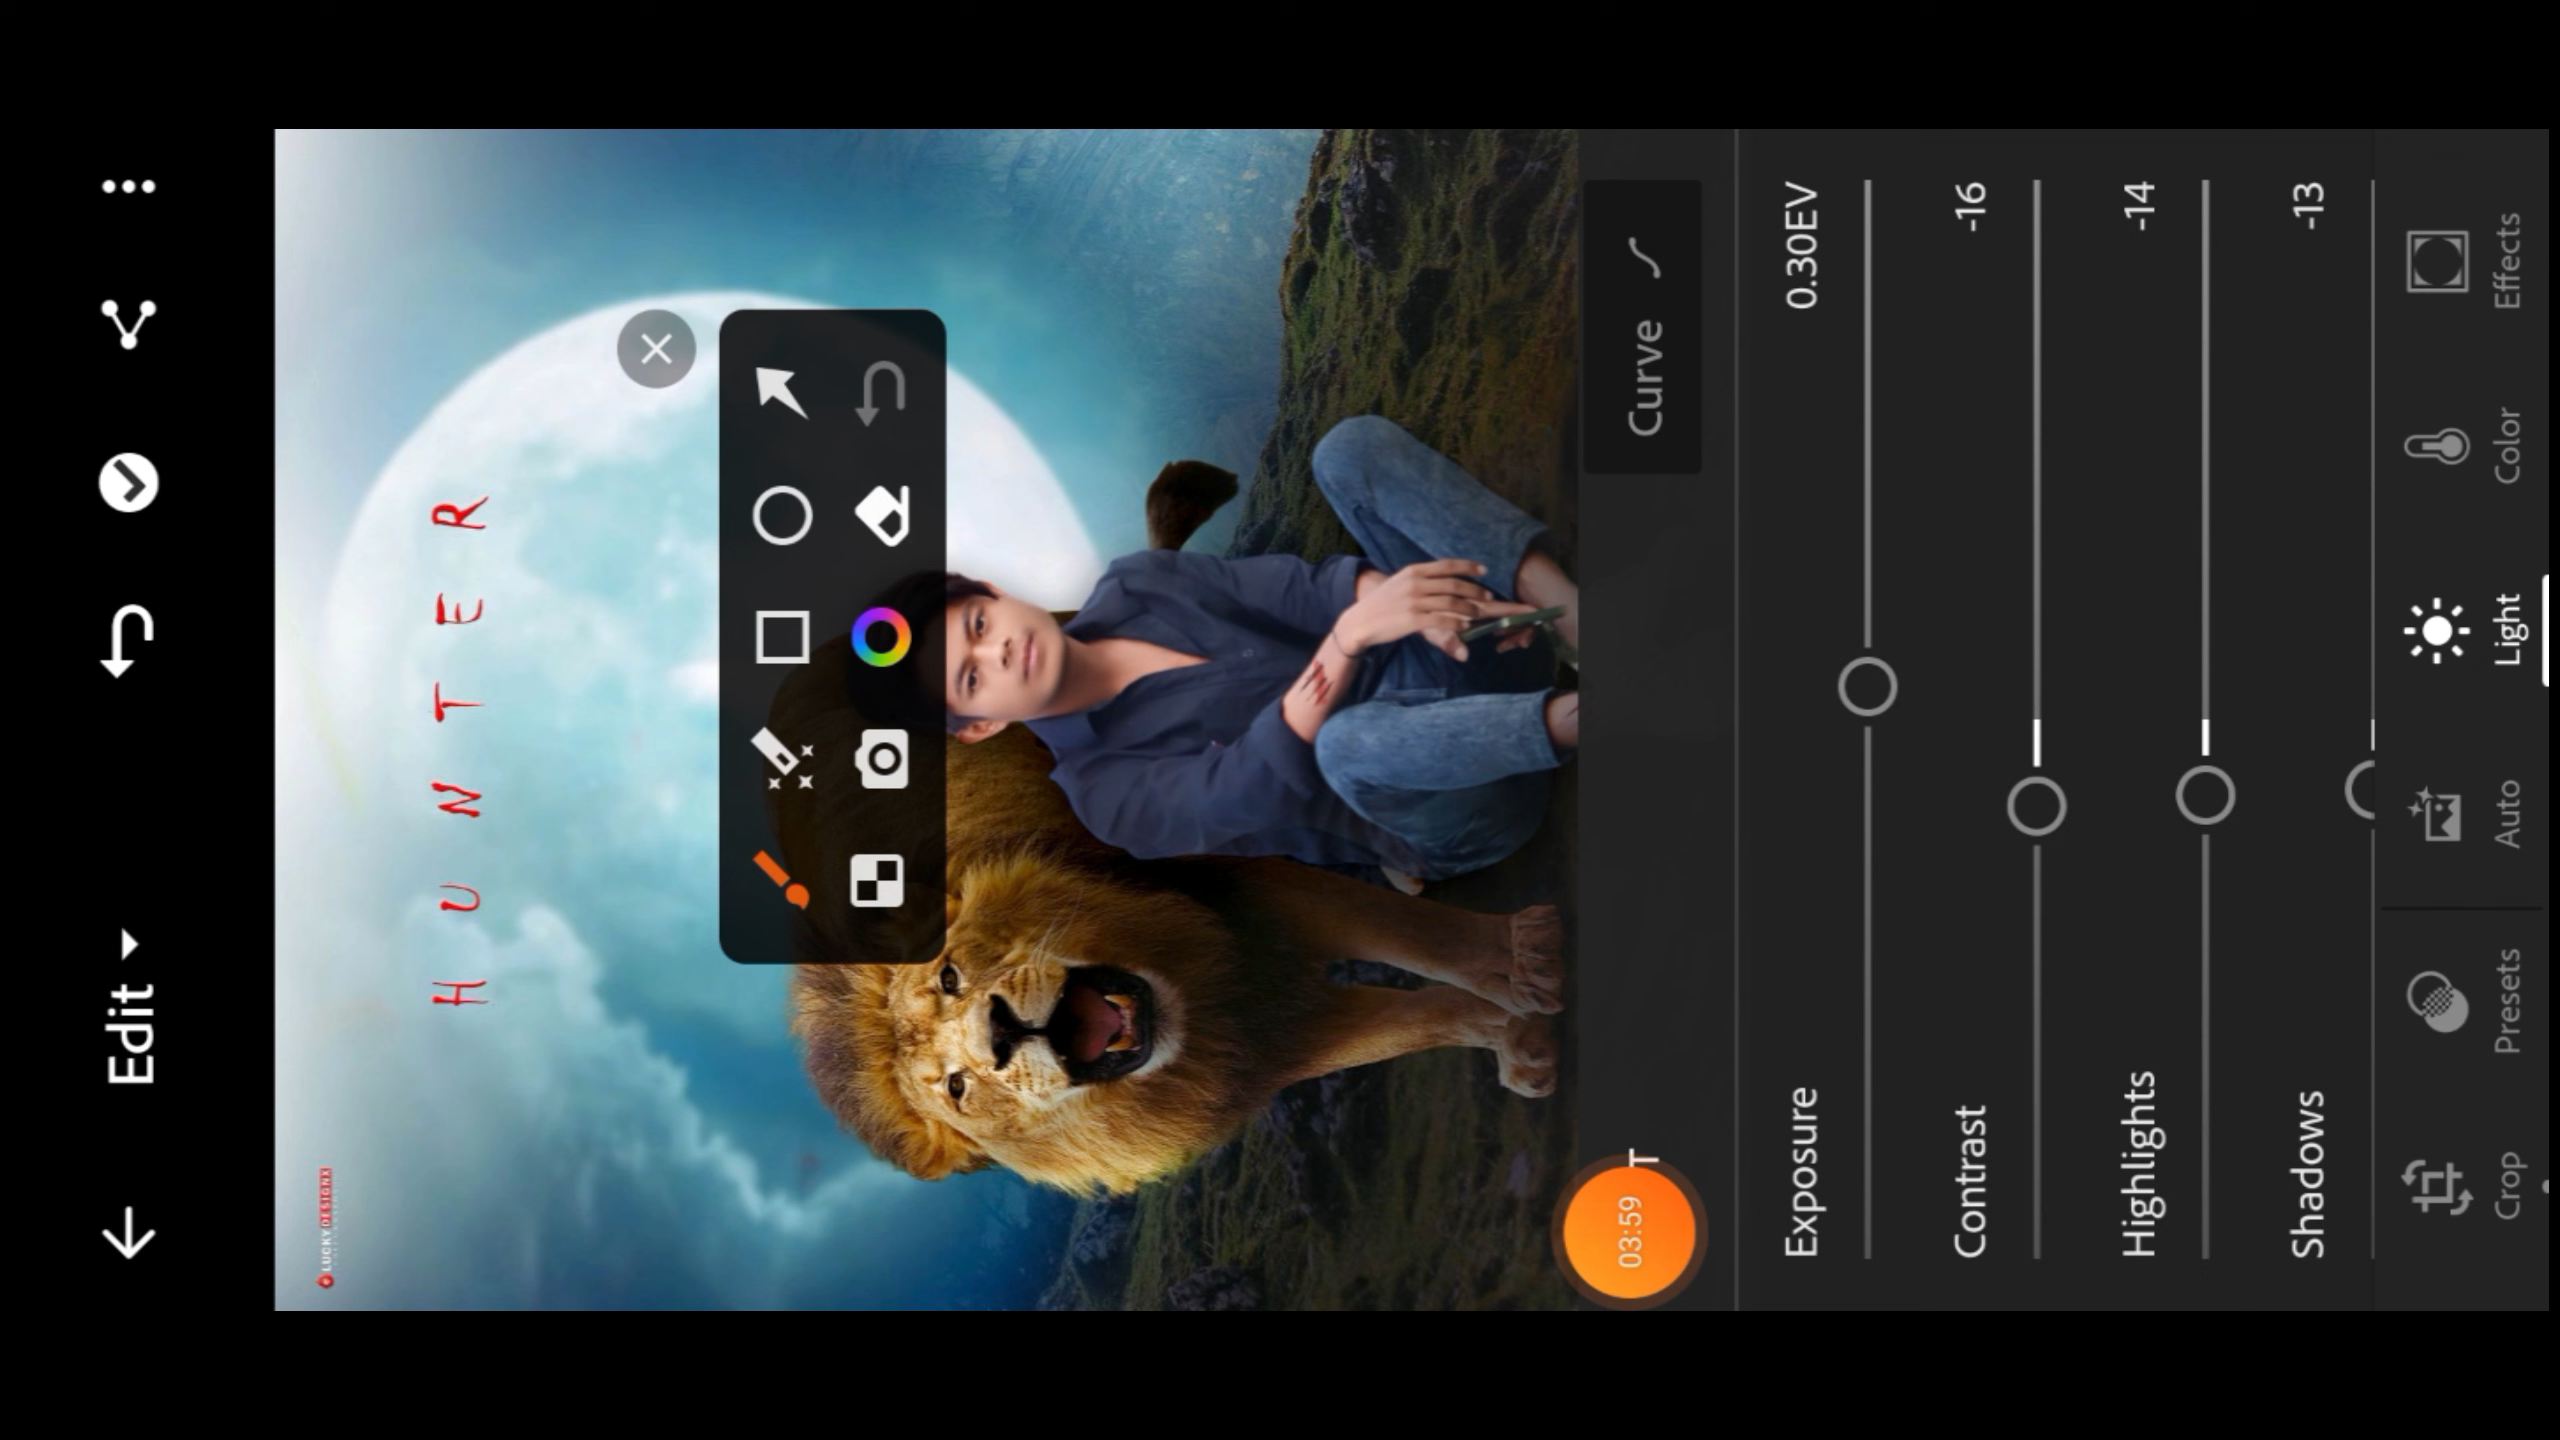 Edit
LUCKYDESIGNX
HUNTER
03:59
T
Curve
Exposure 0.30EV
Contrast -16
Highlights -14
Shadows -13
Crop Presets Auto Light Color Effects